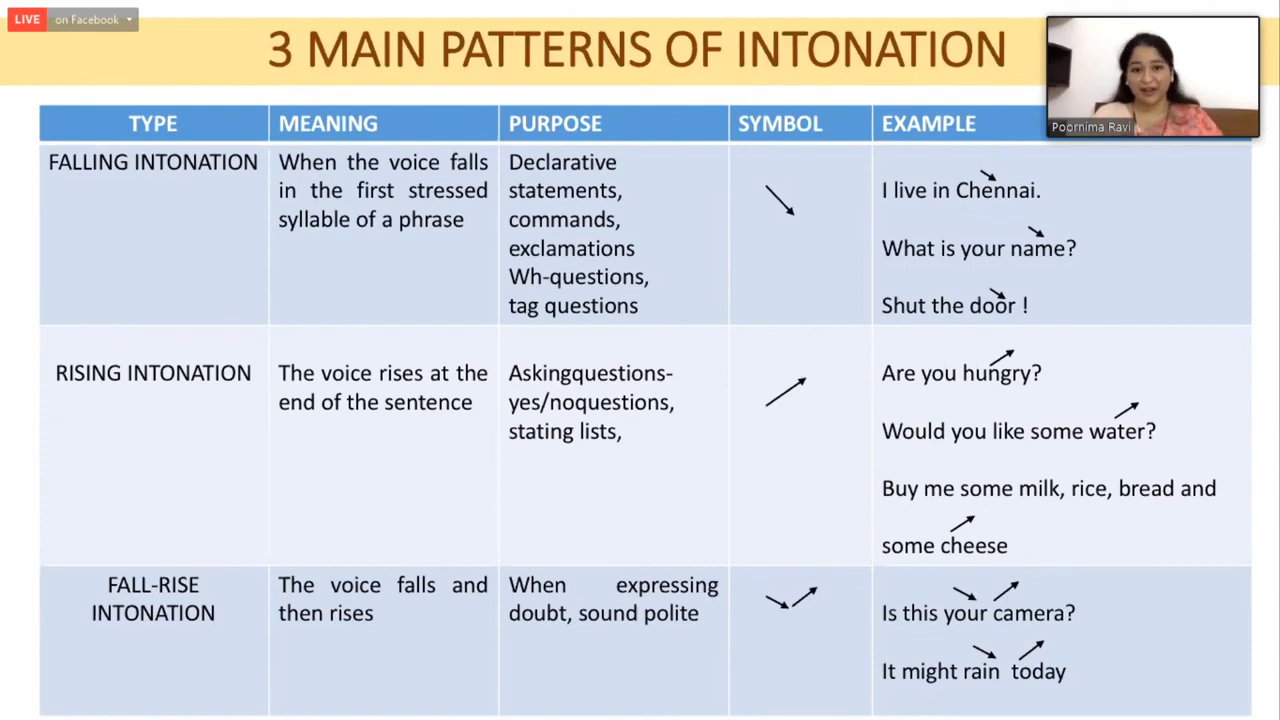 LIVE on Facebook
3 MAIN PATTERNS OF INTONATION
Poornima Ravi
TYPE MEANING PURPOSE SYMBOL EXAMPLE
FALLING INTONATION
When the voice falls
in the first stressed
syllable of a phrase
Declarative
statements,
commands,
exclamations
Wh-questions,
tag questions
I live in Chennai.
What is your name?
Shut the door !
RISING INTONATION
The voice rises at the
end of the sentence
Askingquestions-
yes/noquestions,
stating lists,
Are you hungry?
Would you like some water?
Buy me some milk, rice, bread and
some cheese
FALL-RISE
INTONATION
The voice falls and
then rises
When expressing
doubt, sound polite
Is this your camera?
It might rain today